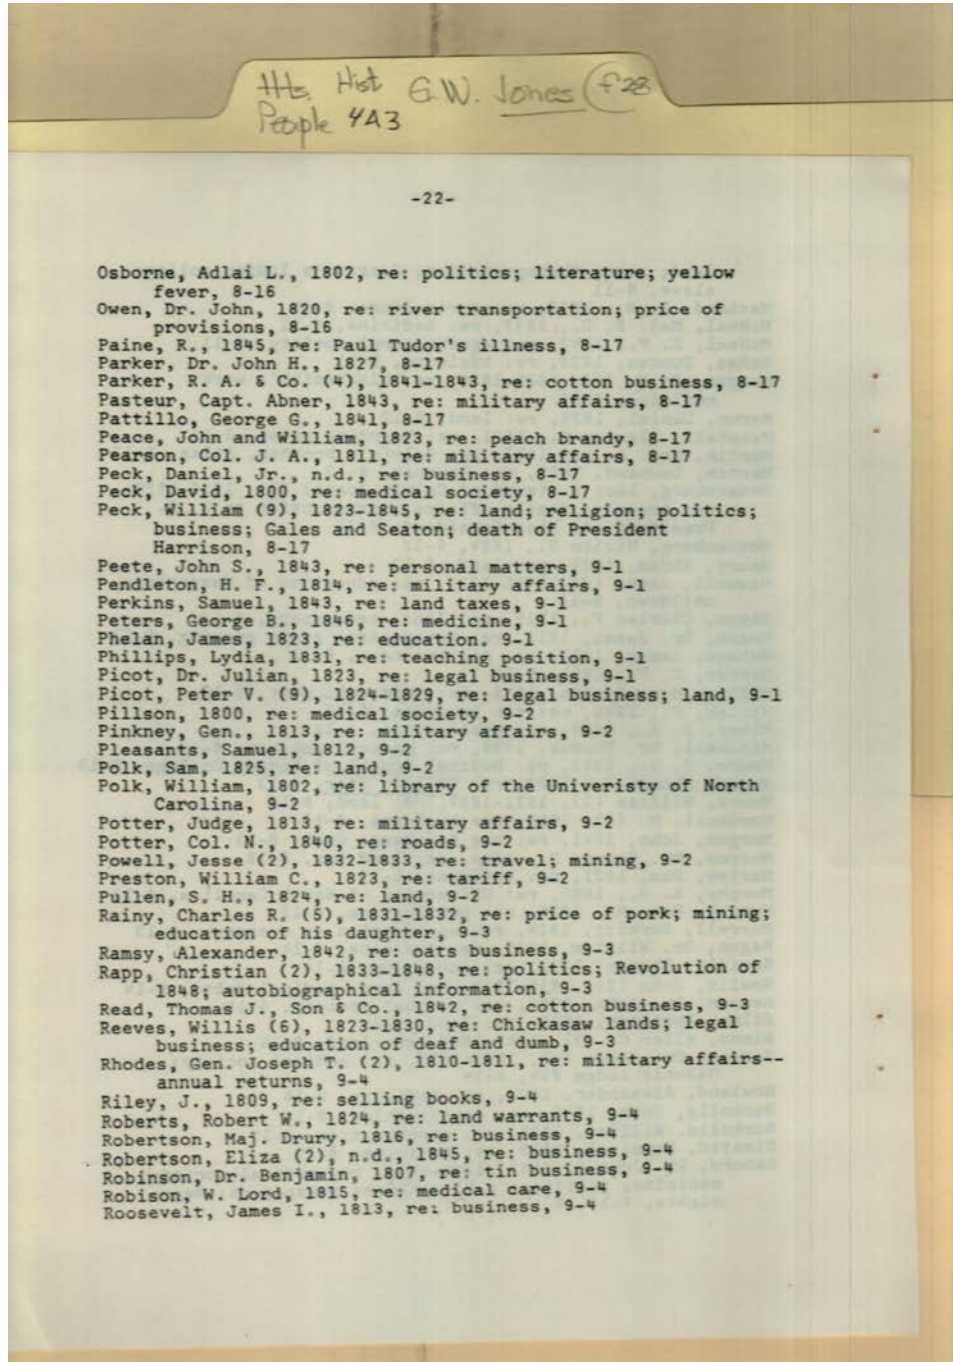 Hts. Hist G.W. Jones f28
People 4A3
-22-
Osborne, Adlai L., 1802, re: politics; literature; yellow
fever, 8-16
Owen, Dr. John, 1820, re: river transportation; price of
provisions, 8-16
Paine, R., 1845, re: Paul Tudor's illness, 8-17
Parker, Dr. John H., 1827, 8-17
Parker, R. A. & Co. (4), 1841-1843, re: cotton business, 8-17
Pasteur, Capt. Abner, 1843, re: military affairs, 8-17
Pattillo, George G., 1841, 8-17
Peace, John and William, 1823, re: peach brandy, 8-17
Pearson, Col. J. A., 1811, re: military affairs, 8-17
Peck, Daniel, Jr., n.d., re: business, 8-17
Peck, David, 1800, re: medical society, 8-17
Peck, William (9), 1823-1845, re: land; religion; politics;
business; Gales and Seaton; death of President
Harrison, 8-17
Peete, John S., 1843, re: personal matters, 9-1
Pendleton, H. F., 1814, re: military affairs, 9-1
Perkins, Samuel, 1843, re: land taxes, 9-1
Peters, George B., 1846, re: medicine, 9-1
Phelan, James, 1823, re: education. 9-1
Phillips, Lydia, 1831, re: teaching position, 9-1
Picot, Dr. Julian, 1823, re: legal business, 9-1
Picot, Peter V. (9), 1824-1829, re: legal business; land, 9-1
Pillson, 1800, re: medical society, 9-2
Pinkney, Gen., 1813, re: military affairs, 9-2
Pleasants, Samuel, 1812, 9-2
Polk, Sam, 1825, re: land, 9-2
Polk, William, 1802, re: library of the Univeristy of North
Carolina, 9-2
Potter, Judge, 1813, re: military affairs, 9-2
Potter, Col. N., 1840, re: roads, 9-2
Powell, Jesse (2), 1832-1833, re: travel; mining, 9-2
Preston, William C., 1823, re: tariff, 9-2
Pullen, S. H., 1824, re: land, 9-2
Rainy, Charles R. (5), 1831-1832, re: price of pork; mining;
education of his daughter, 9-3
Ramsy, Alexander, 1842, re: oats business, 9-3
Rapp, Christian (2), 1833-1848, re: politics; Revolution of
1848; autobiographical information, 9-3
Read, Thomas J., Son & Co., 1842, re: cotton business, 9-3
Reeves, Willis (6), 1823-1830, re: Chickasaw lands; legal
business; education of deaf and dumb, 9-3
Rhodes, Gen. Joseph T. (2), 1810-1811, re: military affairs--
annual returns, 9-4
Riley, J., 1809, re: selling books, 9-4
Roberts, Robert W., 1824, re: land warrants, 9-4
Robertson, Maj. Drury, 1816, re: business, 9-4
Robertson, Eliza (2), n.d., 1845, re: business, 9-4
Robinson, Dr. Benjamin, 1807, re: tin business, 9-4
Robison, W. Lord, 1815, re: medical care, 9-4
Roosevelt, James I., 1813, re: business, 9-4